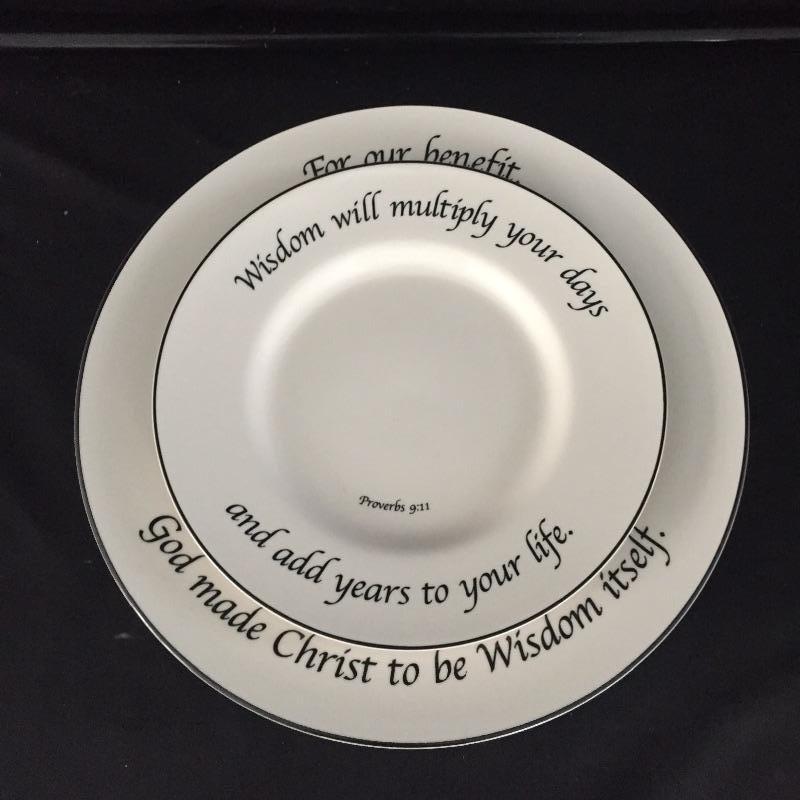 For our benefit,
Wisdom will multiply your days
Proverbs 9:11
and add years to your life.
God made Christ to be Wisdom itself.